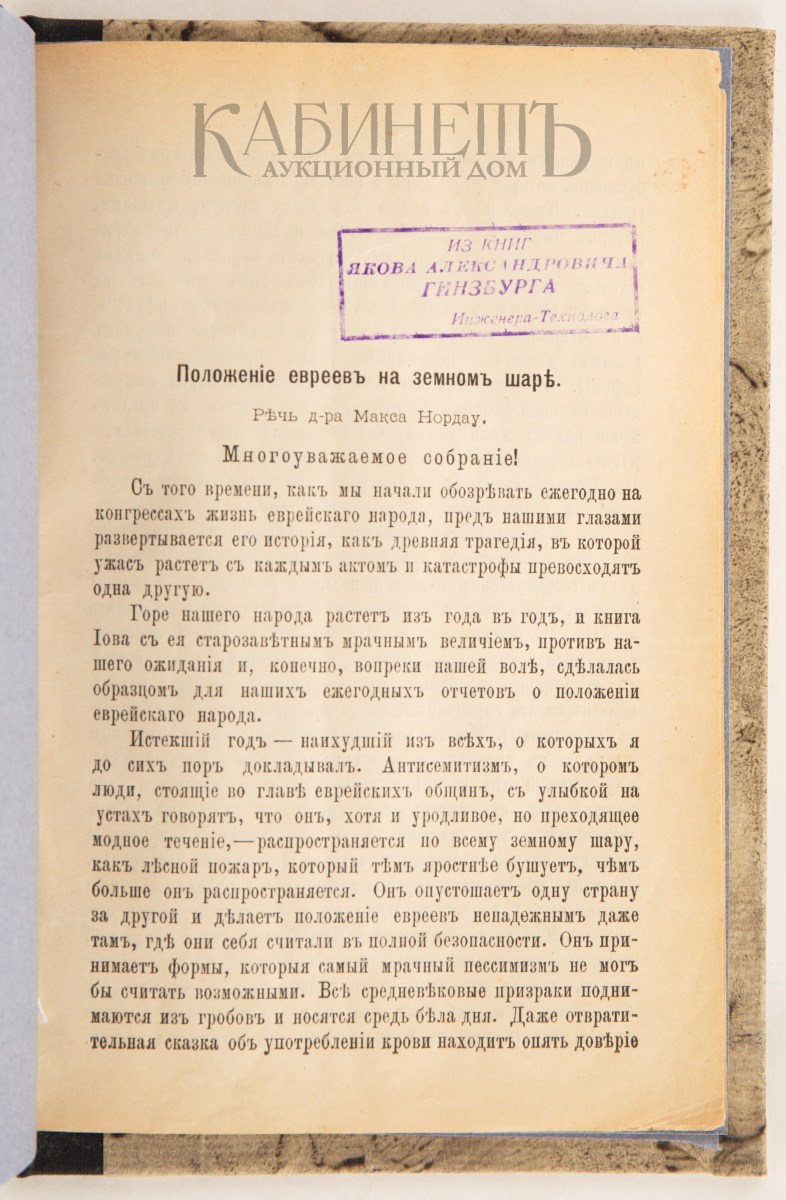 КАБИНЕТЪ
АУКЦИОННЫЙ ДОМ
ИЗ КНИГ
ЯКОВА АЛЕКСАНДРОВИЧА
ГИНЗБУРГА
Инженера-Технолога
Положеніе евреевъ на земномъ шарѣ.
Рѣчь д-ра Макса Нордау.
Многоуважаемое собраніе!
Съ того времени, какъ мы начали обозрѣвать ежегодно на
конгрессахъ жизнь еврейскаго народа, предъ нашими глазами
развертывается его исторія, какъ древняя трагедія, въ которой
ужасъ растетъ съ каждымъ актомъ и катастрофы превосходятъ
одна другую.
Горе нашего народа растетъ изъ года въ годъ, и книга
Іова съ ея старозавѣтнымъ мрачнымъ величіемъ, противъ на-
шего ожиданія и, конечно, вопреки нашей волѣ, сдѣлалась
образцомъ для нашихъ ежегодныхъ отчетовъ о положеніи
еврейскаго народа.
Истекшій годъ — наихудшій изъ всѣхъ, о которыхъ я
до сихъ поръ докладывалъ. Антисемитизмъ, о которомъ
люди, стоящіе во главѣ еврейскихъ общинъ, съ улыбкой на
устахъ говорятъ, что онъ, хотя и уродливое, но преходящее
модное теченіе,—распространяется по всему земному шару,
какъ лѣсной пожаръ, который тѣмъ яростнѣе бушуетъ, чѣмъ
больше онъ распространяется. Онъ опустошаетъ одну страну
за другой и дѣлаетъ положеніе евреевъ ненадежнымъ даже
тамъ, гдѣ они себя считали въ полной безопасности. Онъ при-
нимаетъ формы, которыя самый мрачный пессимизмъ не могъ
бы считать возможными. Всѣ средневѣковые призраки подни-
маются изъ гробовъ и носятся средь бѣла дня. Даже отврати-
тельная сказка объ употребленіи крови находитъ опять довѣріе